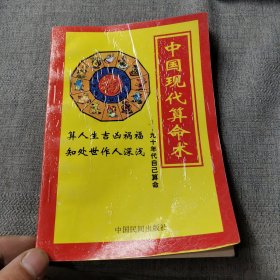 中国现代算命术
九十年代自己算命
算人生吉凶祸福
知处世作人深浅
中国民间出版社